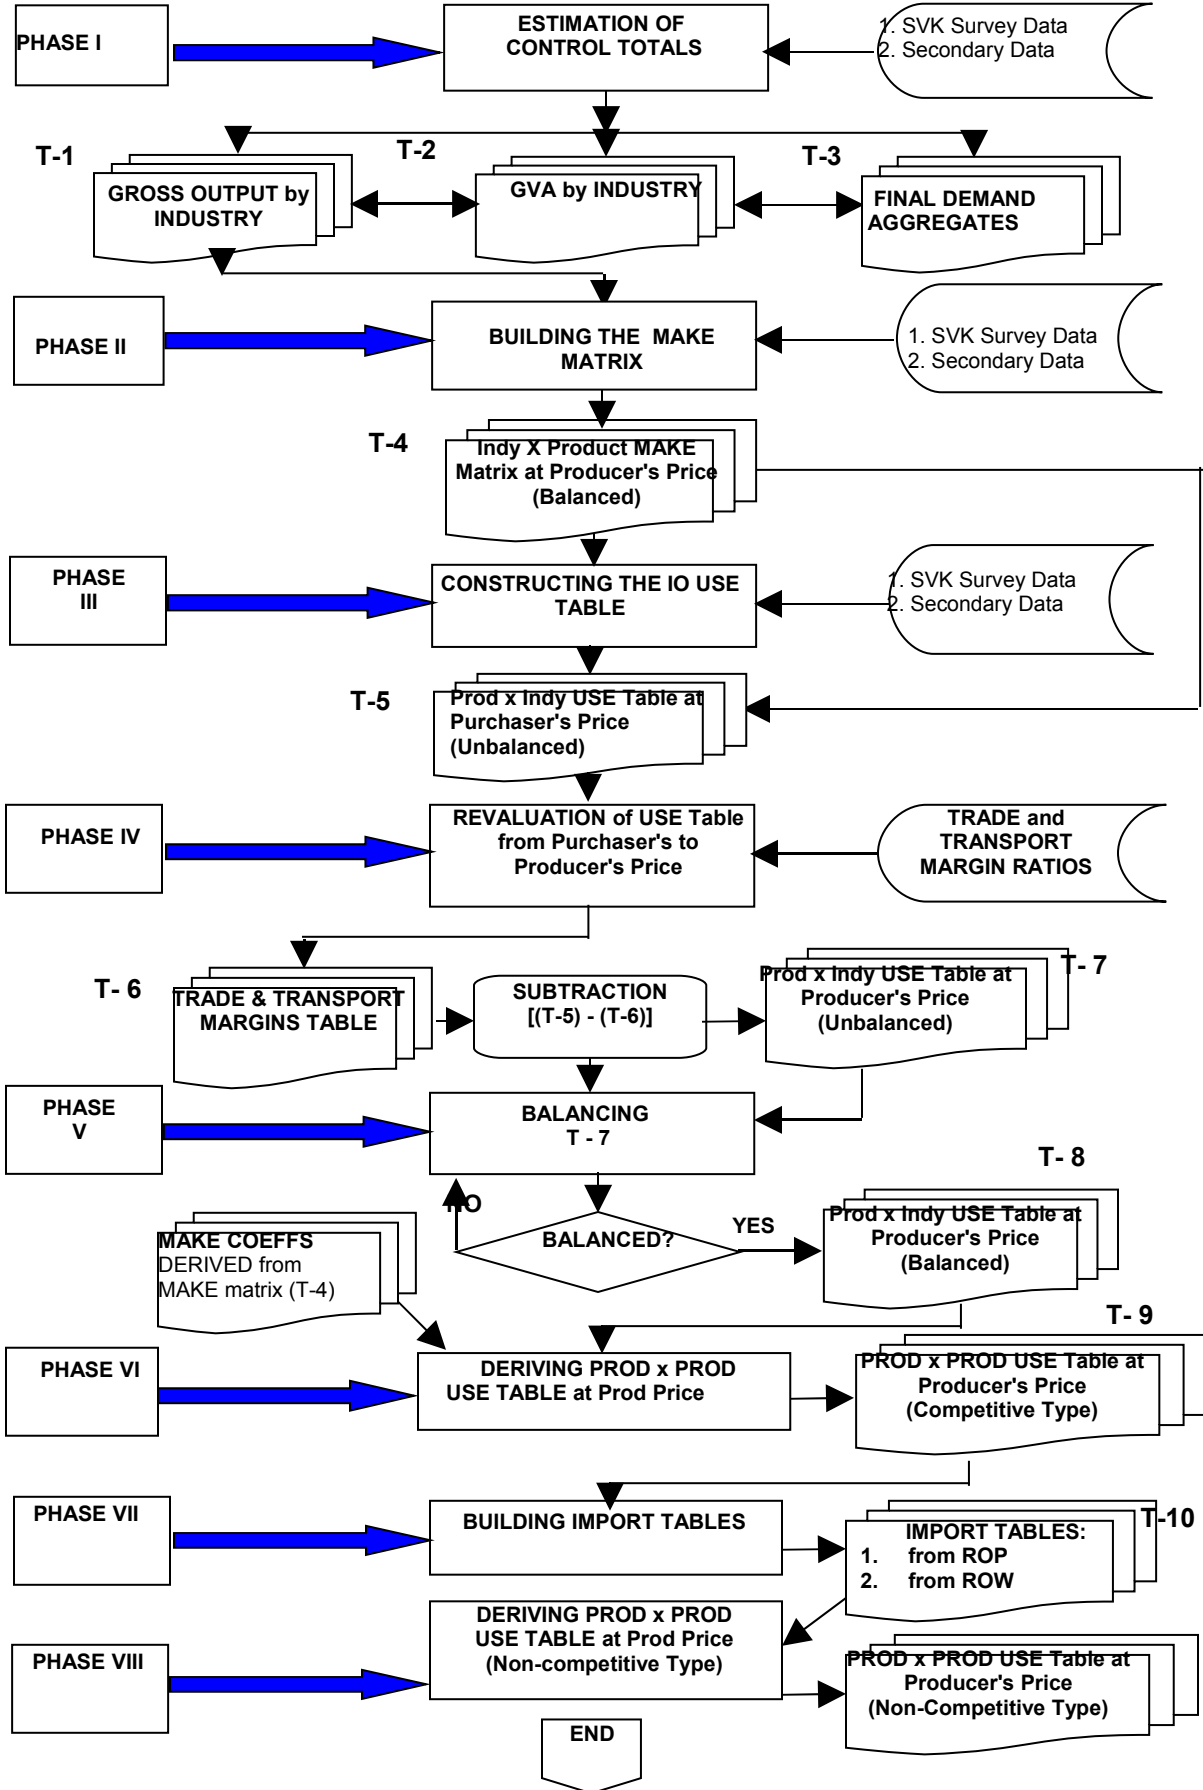 PHASE I
ESTIMATION OF
CONTROL TOTALS
1. SVK Survey Data
2. Secondary Data
T-1
T-2
T-3
GROSS OUTPUT by
INDUSTRY
GVA by INDUSTRY
FINAL DEMAND
AGGREGATES
PHASE II
BUILDING THE MAKE
MATRIX
1. SVK Survey Data
2. Secondary Data
T-4
Indy X Product MAKE
Matrix at Producer's Price
(Balanced)
PHASE
III
CONSTRUCTING THE IO USE
TABLE
1. SVK Survey Data
2. Secondary Data
T-5
Prod x Indy USE Table at
Purchaser's Price
(Unbalanced)
PHASE IV
REVALUATION of USE Table
from Purchaser's to
Producer's Price
TRADE and
TRANSPORT
MARGIN RATIOS
T- 6
TRADE & TRANSPORT
MARGINS TABLE
SUBTRACTION
[(T-5) - (T-6)]
T- 7
Prod x Indy USE Table at
Producer's Price
(Unbalanced)
PHASE
V
BALANCING
T - 7
NO
BALANCED?
YES
T- 8
Prod x Indy USE Table at
Producer's Price
(Balanced)
MAKE COEFFS
DERIVED from
MAKE matrix (T-4)
PHASE VI
DERIVING PROD x PROD
USE TABLE at Prod Price
T- 9
PROD x PROD USE Table at
Producer's Price
(Competitive Type)
PHASE VII
BUILDING IMPORT TABLES
T-10
IMPORT TABLES:
1. from ROP
2. from ROW
PHASE VIII
DERIVING PROD x PROD
USE TABLE at Prod Price
(Non-competitive Type)
PROD x PROD USE Table at
Producer's Price
(Non-Competitive Type)
END